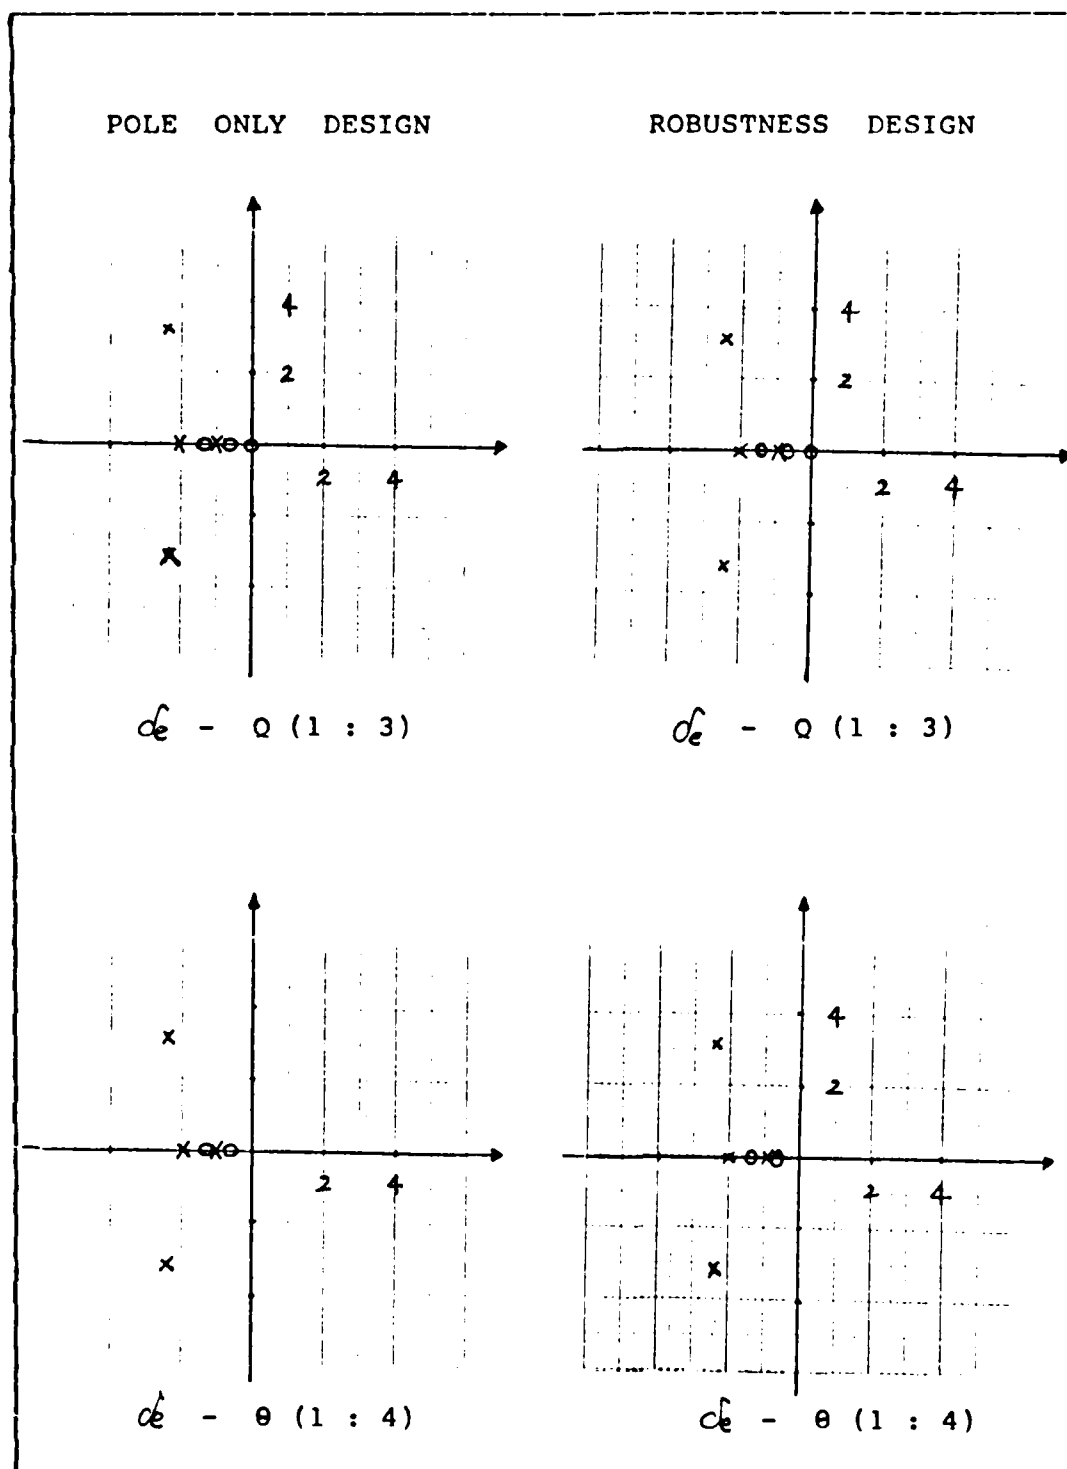 POLE ONLY DESIGN
ROBUSTNESS DESIGN
4
2
2 4
δe - Q (1 : 3)
4
2
2 4
δe - Q (1 : 3)
2 4
δe - θ (1 : 4)
4
2
2 4
δe - θ (1 : 4)